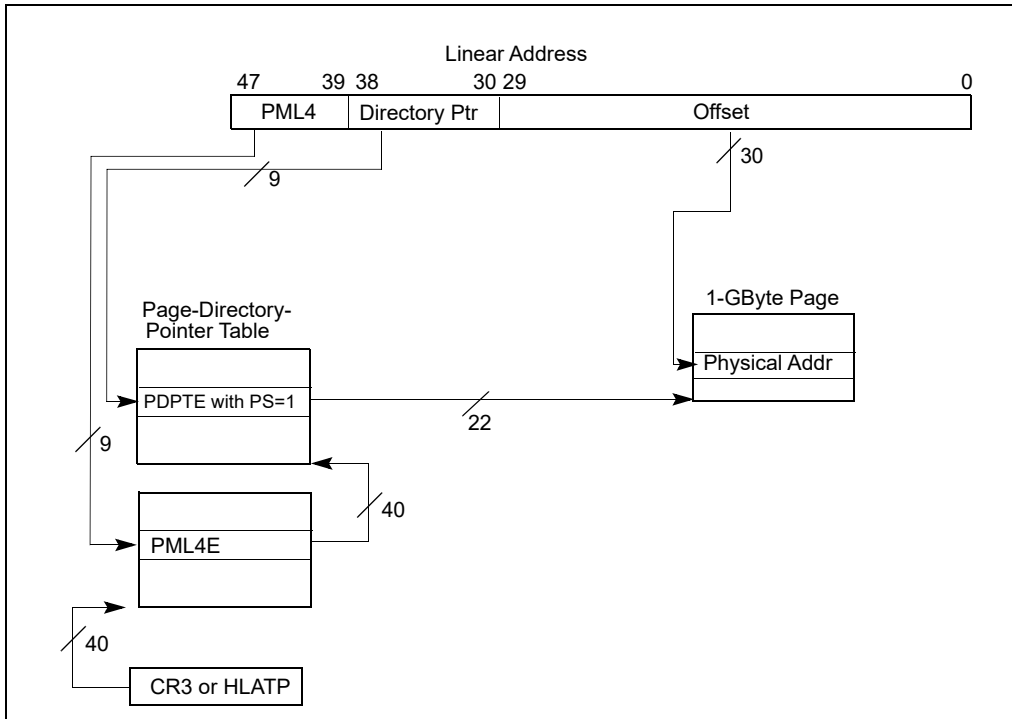 Linear Address
47 39 38 30 29 0
PML4 Directory Ptr Offset
9
30
1-GByte Page
Page-Directory-
Pointer Table
Physical Addr
PDPTE with PS=1
22
9
40
PML4E
40
CR3 or HLATP